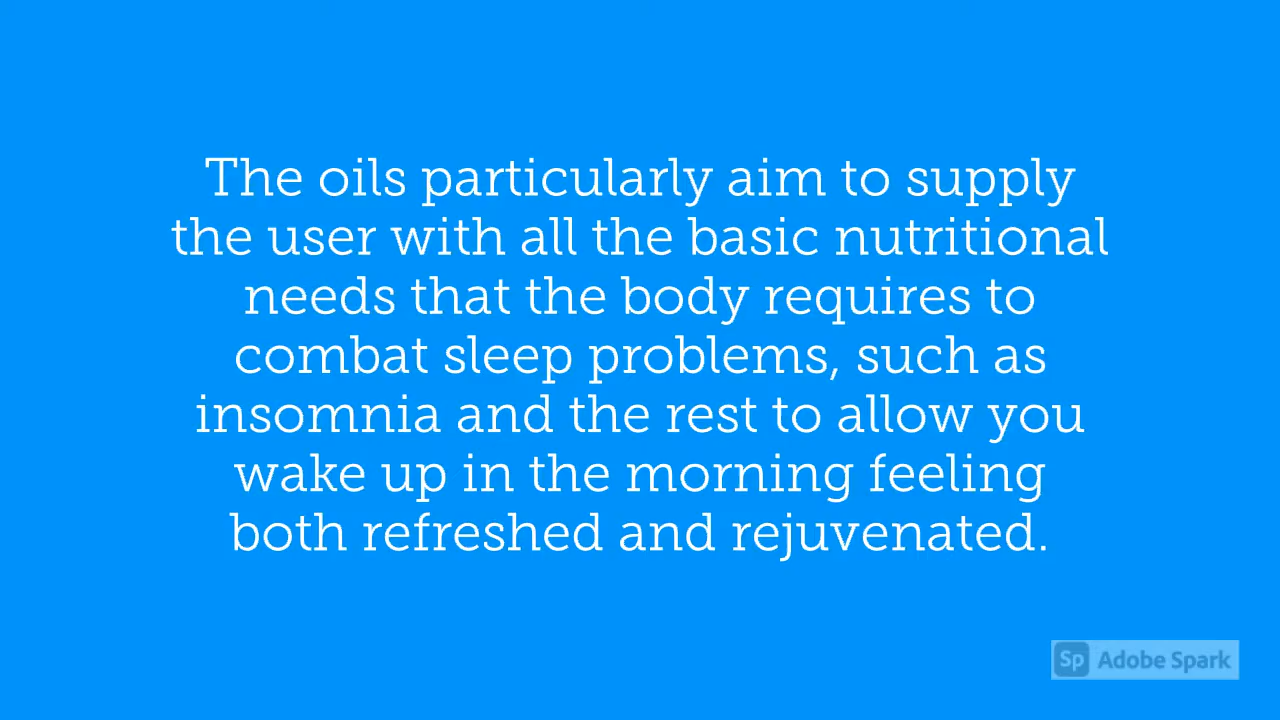 The oils particularly aim to supply
the user with all the basic nutritional
needs that the body requires to
combat sleep problems, such as
insomnia and the rest to allow you
wake up in the morning feeling
both refreshed and rejuvenated.
Sp Adobe Spark